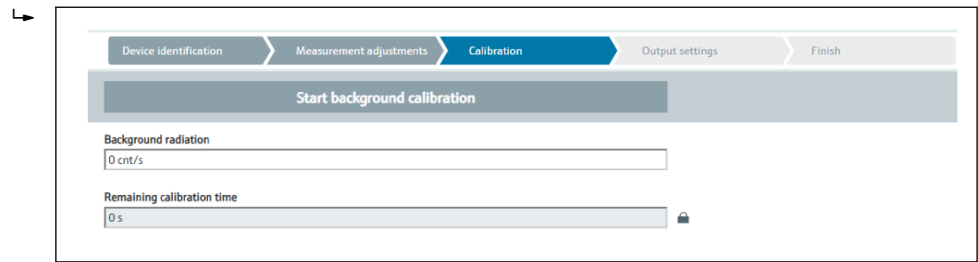 Device identification
Measurement adjustments
Calibration
Output settings
Finish
Start background calibration
Background radiation
0 cnt/s
Remaining calibration time
0 s